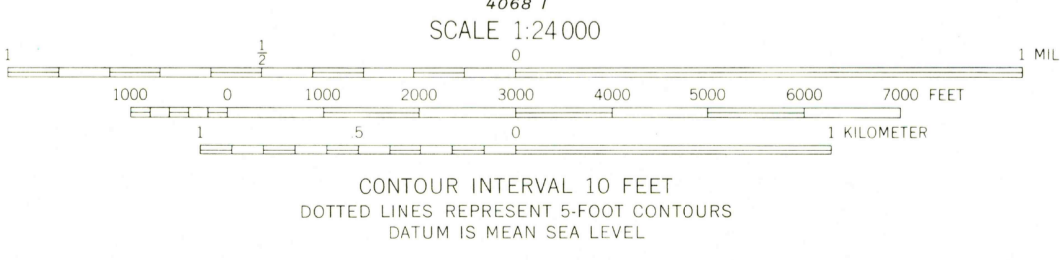 SCALE 1:24 000
1 1/2 0 1
1000 0 1000 2000 3000 4000 5000 6000 7000 FEET
1 .5 0 1 KILOMETER
CONTOUR INTERVAL 10 FEET
DOTTED LINES REPRESENT 5-FOOT CONTOURS
DATUM IS MEAN SEA LEVEL